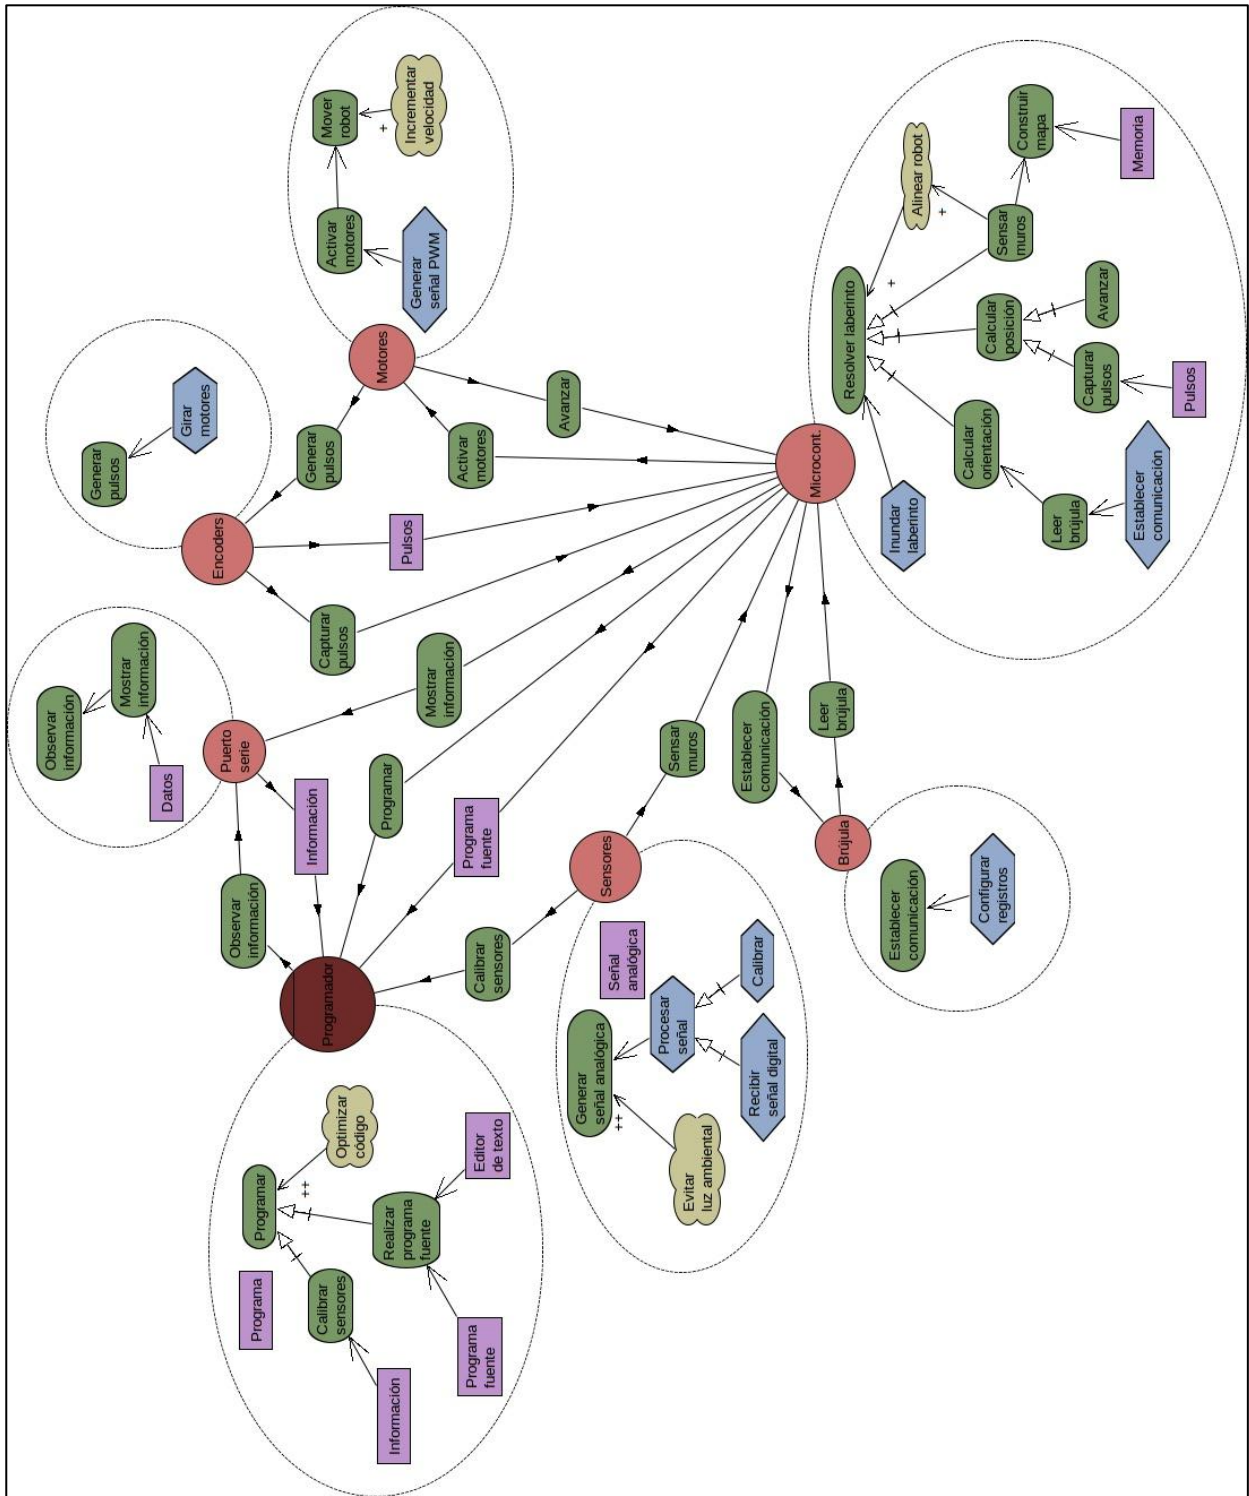 Programar
Programa
Optimizar
código
++
Calibrar
sensores
Realizar
programa
fuente
Información
Programa
fuente
Editor
de texto
Programador
Observar
información
Información
Programar
Programa
fuente
Calibrar
sensores
Observar
información
Mostrar
información
Datos
Puerto
serie
Mostrar
información
Generar
pulsos
Girar
motores
Encoders
Capturar
pulsos
Pulsos
Generar
pulsos
Mover
robot
Activar
motores
+
Incrementar
velocidad
Generar
señal PWM
Motores
Activar
motores
Avanzar
Generar
señal analógica
Señal
analógica
++
Procesar
señal
Evitar
luz ambiental
Recibir
señal digital
Calibrar
Sensores
Sensar
muros
Establecer
comunicación
Leer
brújula
Brújula
Establecer
comunicación
Configurar
registros
Microcont.
Resolver laberinto
Inundar
laberinto
+
Alinear robot
+
Calcular
orientación
Calcular
posición
Sensar
muros
Construir
mapa
Leer
brújula
Capturar
pulsos
Avanzar
Memoria
Establecer
comunicación
Pulsos